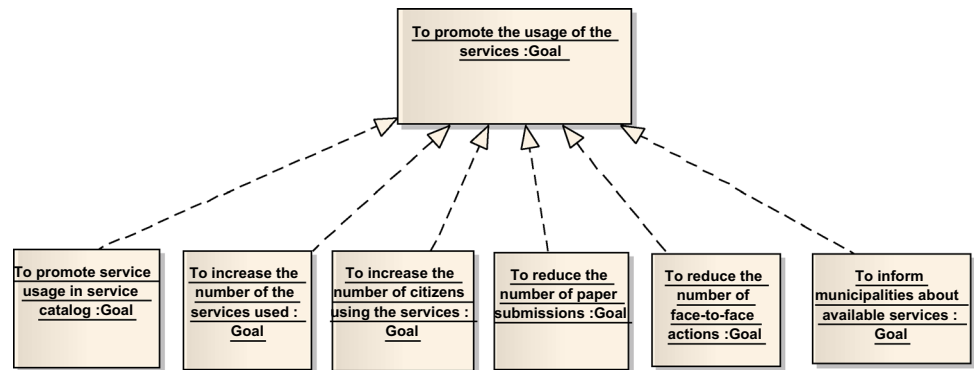 To promote the usage of the
services :Goal
To promote service
usage in service
catalog :Goal
To increase the
number of the
services used :
Goal
To increase the
number of citizens
using the services :
Goal
To reduce the
number of paper
submissions :Goal
To reduce the
number of
face-to-face
actions :Goal
To inform
municipalities about
available services :
Goal